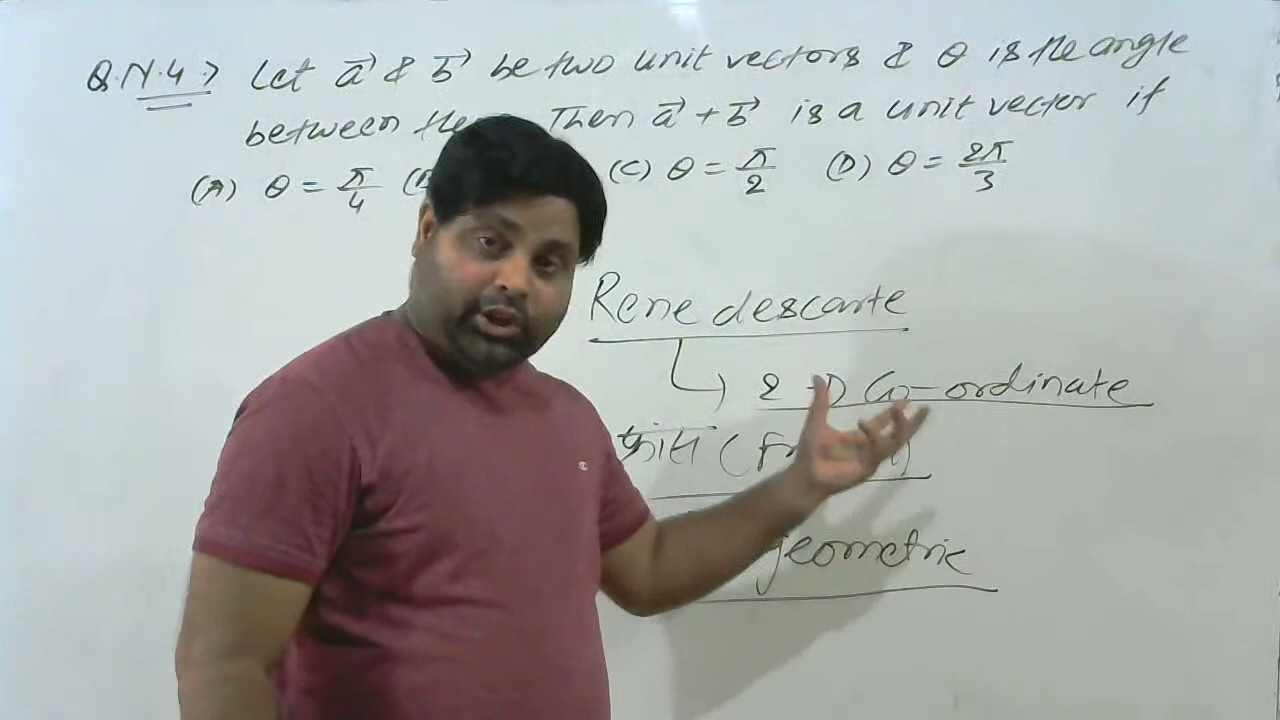 Q.N.4.> Let a⃗ & b⃗ be two unit vectors & θ is the angle
between Then a⃗ + b⃗ is a unit vector if
(A) θ = π/4 (C) θ = π/2 (D) θ = 2π/3
Rene descarte
2-D Co-ordinate
geometric